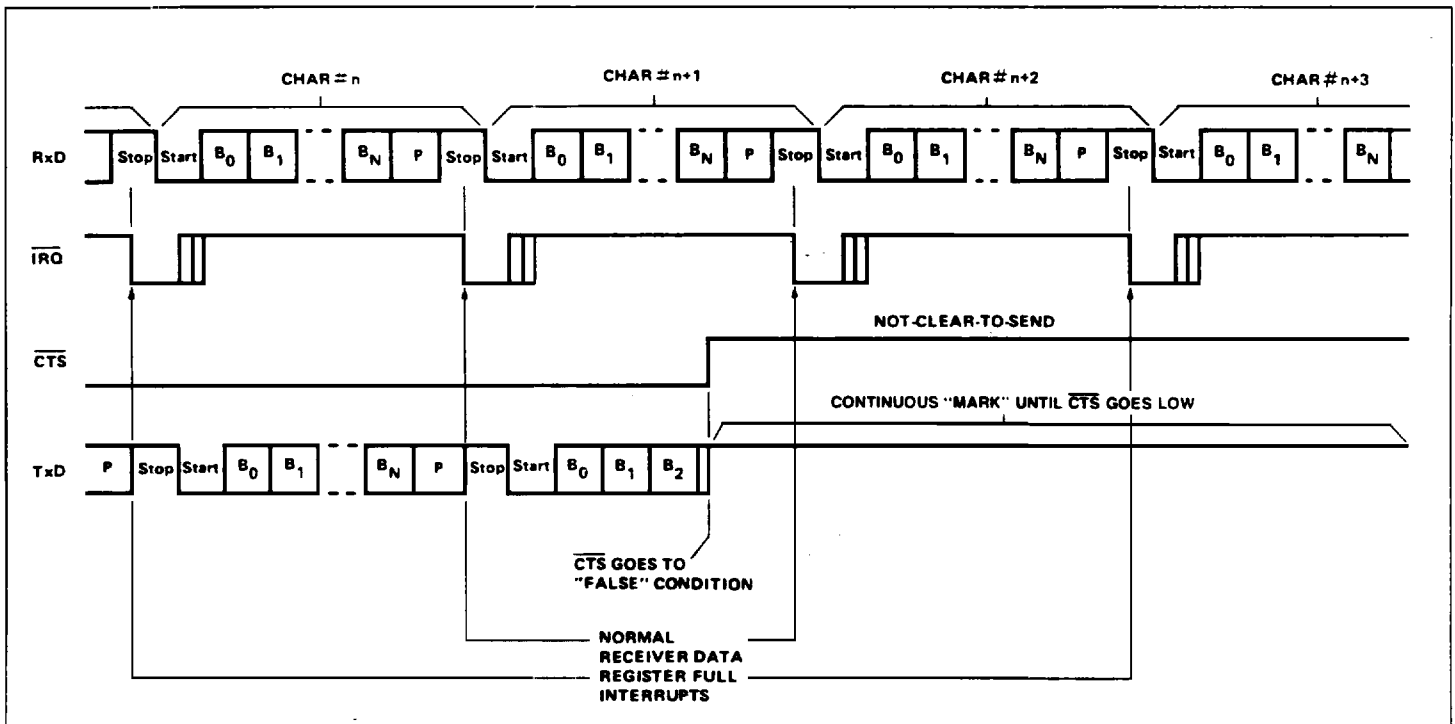 CHAR # n CHAR # n+1 CHAR # n+2 CHAR # n+3
RxD Stop Start B0 B1 BN P Stop Start B0 B1 BN P Stop Start B0 B1 BN P Stop Start B0 B1 BN
IRQ
NOT-CLEAR-TO-SEND
CTS
CONTINUOUS "MARK" UNTIL CTS GOES LOW
TxD P Stop Start B0 B1 BN P Stop Start B0 B1 B2
CTS GOES TO
"FALSE" CONDITION
NORMAL
RECEIVER DATA
REGISTER FULL
INTERRUPTS